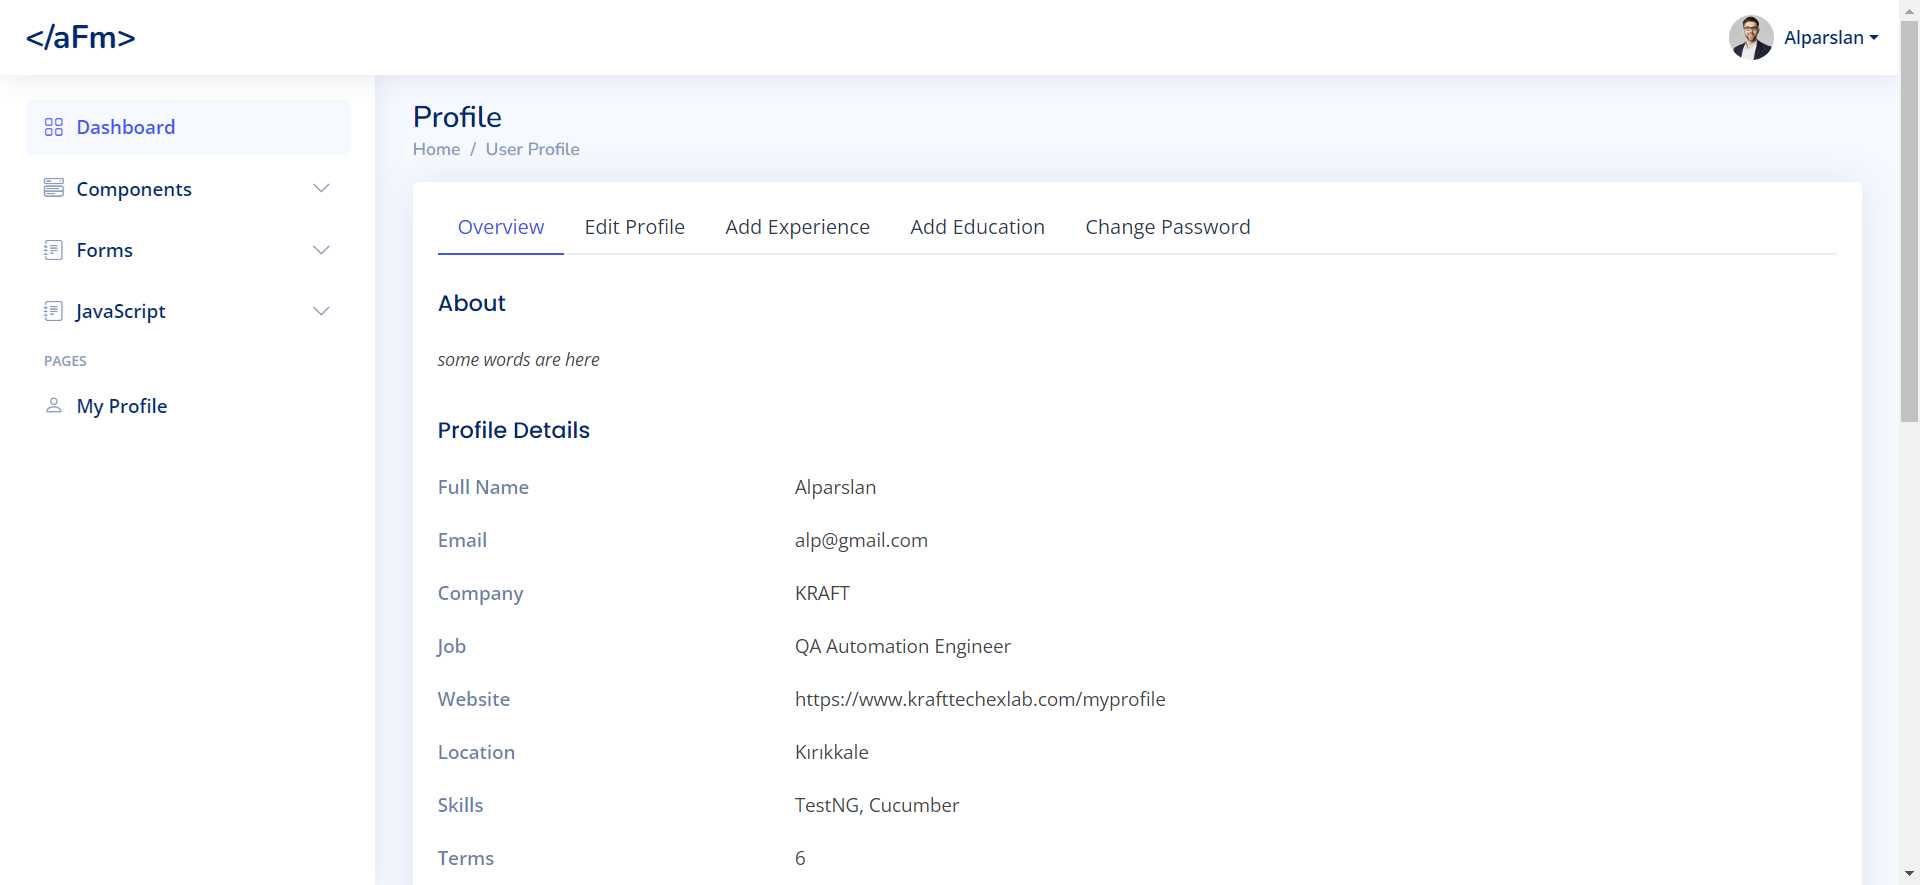 </aFm>
Alparslan
Dashboard
Components
Forms
JavaScript
PAGES
My Profile
Profile
Home / User Profile
Overview Edit Profile Add Experience Add Education Change Password
About
some words are here
Profile Details
Full Name Alparslan
Email alp@gmail.com
Company KRAFT
Job QA Automation Engineer
Website https://www.krafttechexlab.com/myprofile
Location Kırıkkale
Skills TestNG, Cucumber
Terms 6